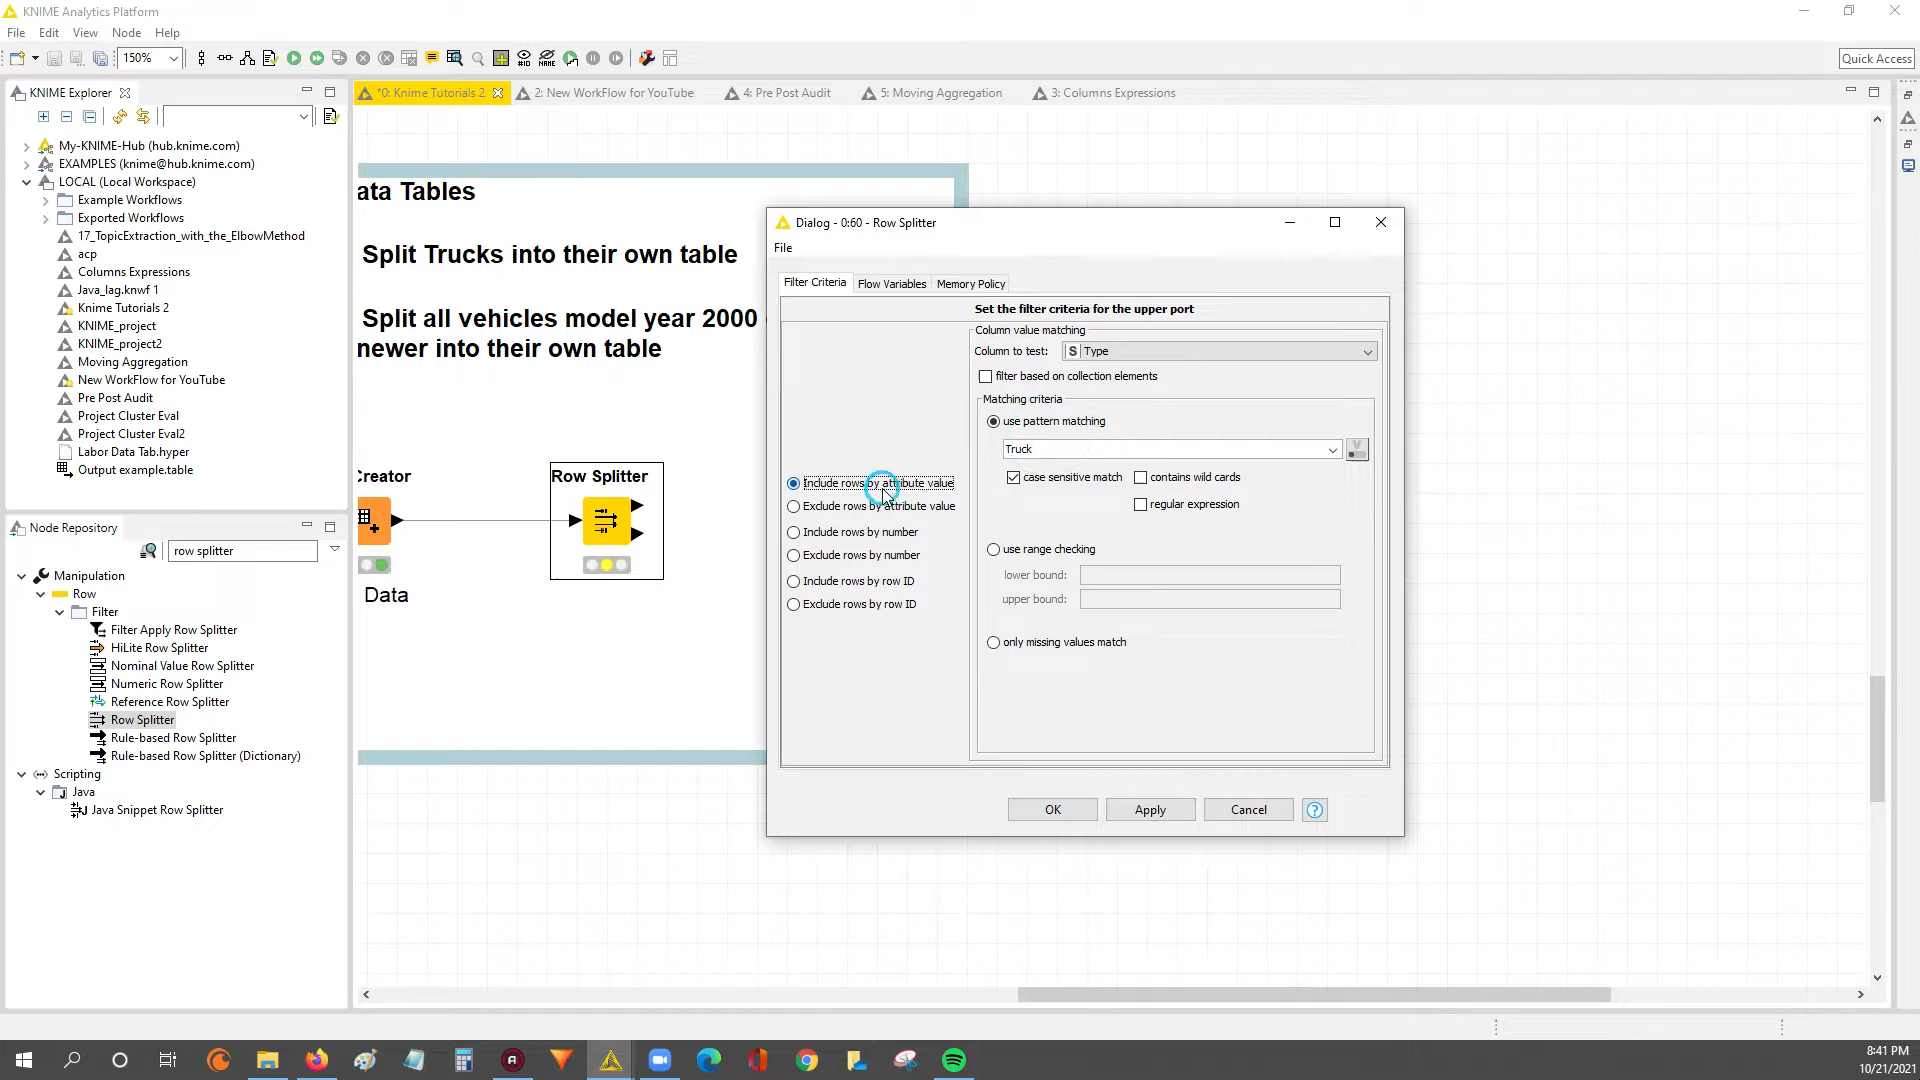 KNIME Analytics Platform
File Edit View Node Help
150%
Quick Access
KNIME Explorer
*0: Knime Tutorials 2
2: New WorkFlow for YouTube
4: Pre Post Audit
5: Moving Aggregation
3: Columns Expressions
My-KNIME-Hub (hub.knime.com)
EXAMPLES (knime@hub.knime.com)
LOCAL (Local Workspace)
Example Workflows
Exported Workflows
17_TopicExtraction_with_the_ElbowMethod
acp
Columns Expressions
Java_lag.knwf 1
Knime Tutorials 2
KNIME_project
KNIME_project2
Moving Aggregation
New WorkFlow for YouTube
Pre Post Audit
Project Cluster Eval
Project Cluster Eval2
Labor Data Tab.hyper
Output example.table
Node Repository
row splitter
Manipulation
Row
Filter
Filter Apply Row Splitter
HiLite Row Splitter
Nominal Value Row Splitter
Numeric Row Splitter
Reference Row Splitter
Row Splitter
Rule-based Row Splitter
Rule-based Row Splitter (Dictionary)
Scripting
Java
Java Snippet Row Splitter
ata Tables
Split Trucks into their own table
Split all vehicles model year 2000
newer into their own table
Creator
Row Splitter
Data
Dialog - 0:60 - Row Splitter
File
Filter Criteria Flow Variables Memory Policy
Set the filter criteria for the upper port
Include rows by attribute value
Exclude rows by attribute value
Include rows by number
Exclude rows by number
Include rows by row ID
Exclude rows by row ID
Column value matching
Column to test: S Type
filter based on collection elements
Matching criteria
use pattern matching
Truck
case sensitive match contains wild cards
regular expression
use range checking
lower bound:
upper bound:
only missing values match
OK Apply Cancel ?
8:41 PM
10/21/2021